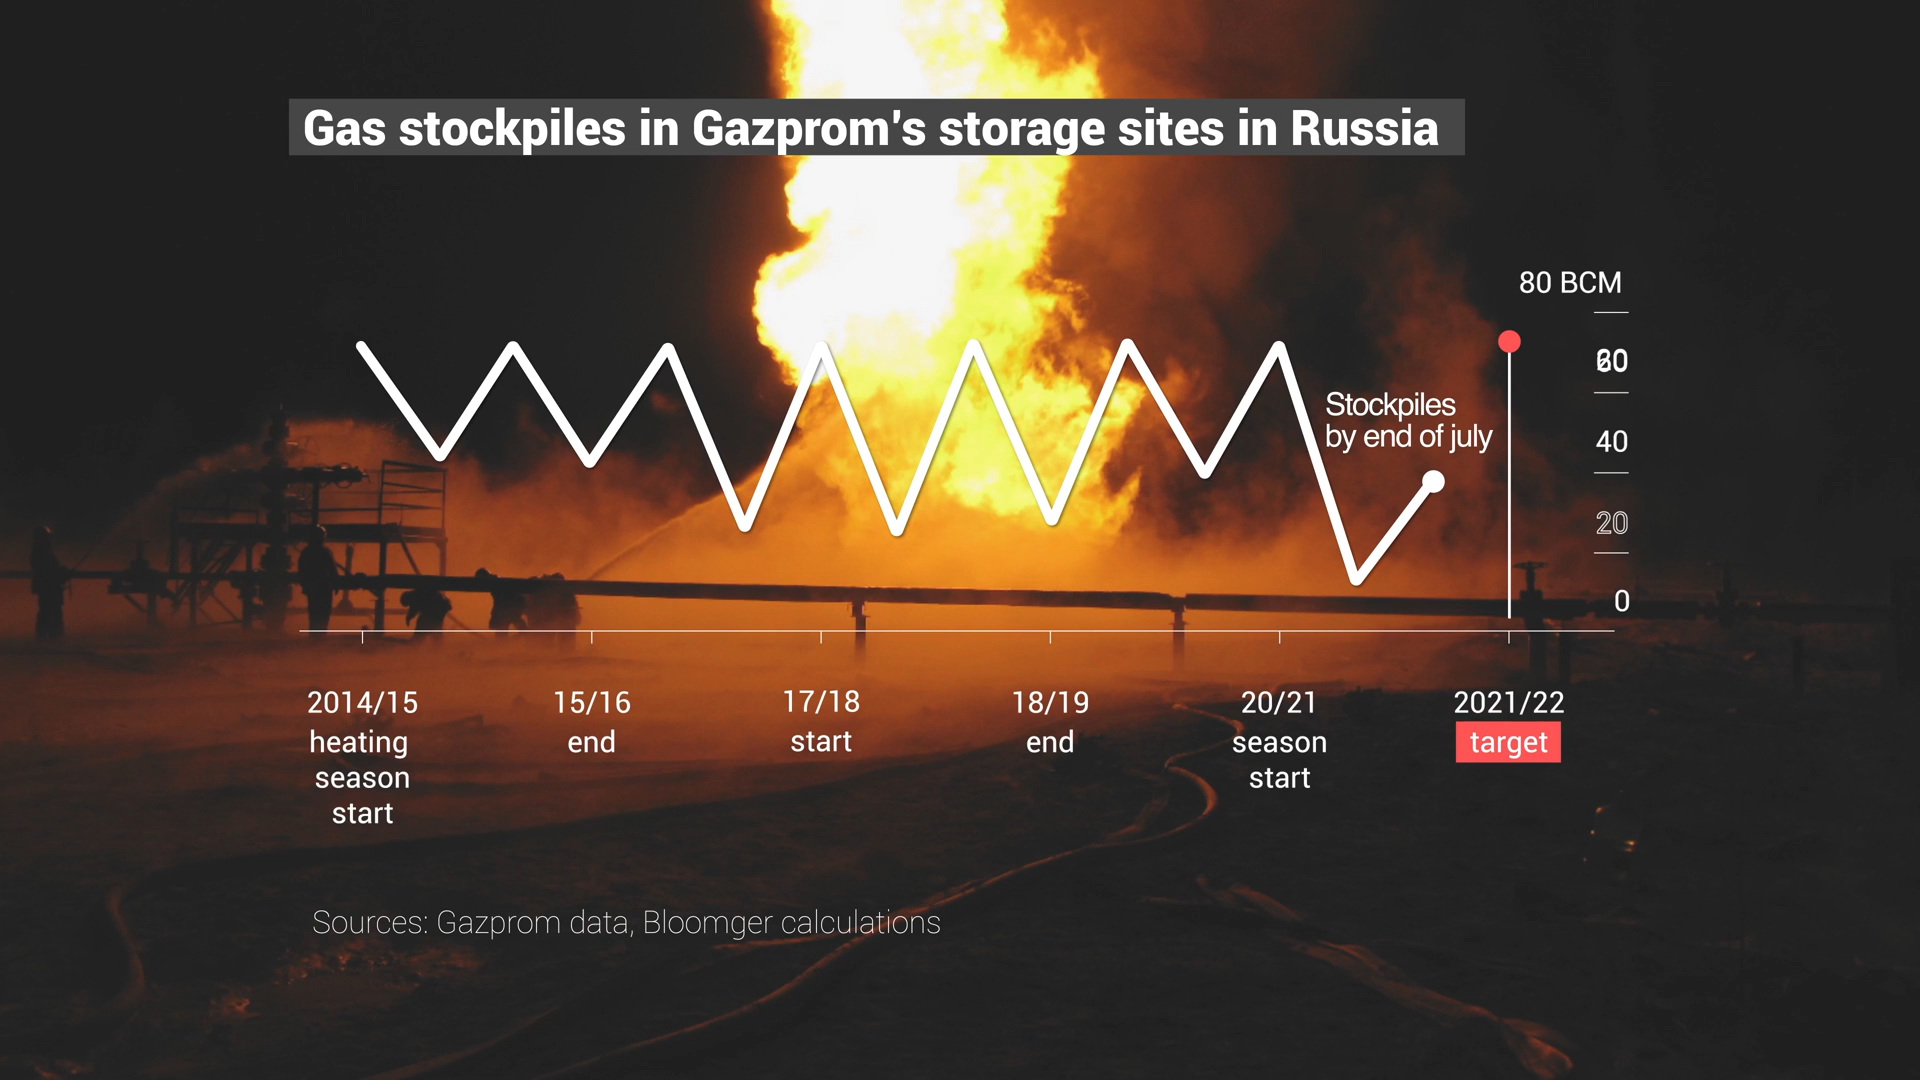 Gas stockpiles in Gazprom's storage sites in Russia
80 BCM
60
Stockpiles
by end of july
40
20
0
2014/15
heating
season
start
15/16
end
17/18
start
18/19
end
20/21
season
start
2021/22
target
Sources: Gazprom data, Bloomger calculations